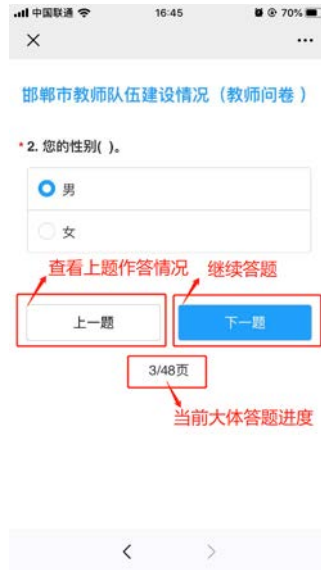 中国联通 16:45 70%
邯郸市教师队伍建设情况（教师问卷 ）
* 2. 您的性别( )。
男
女
查看上题作答情况 继续答题
上一题 下一题
3/48页
当前大体答题进度